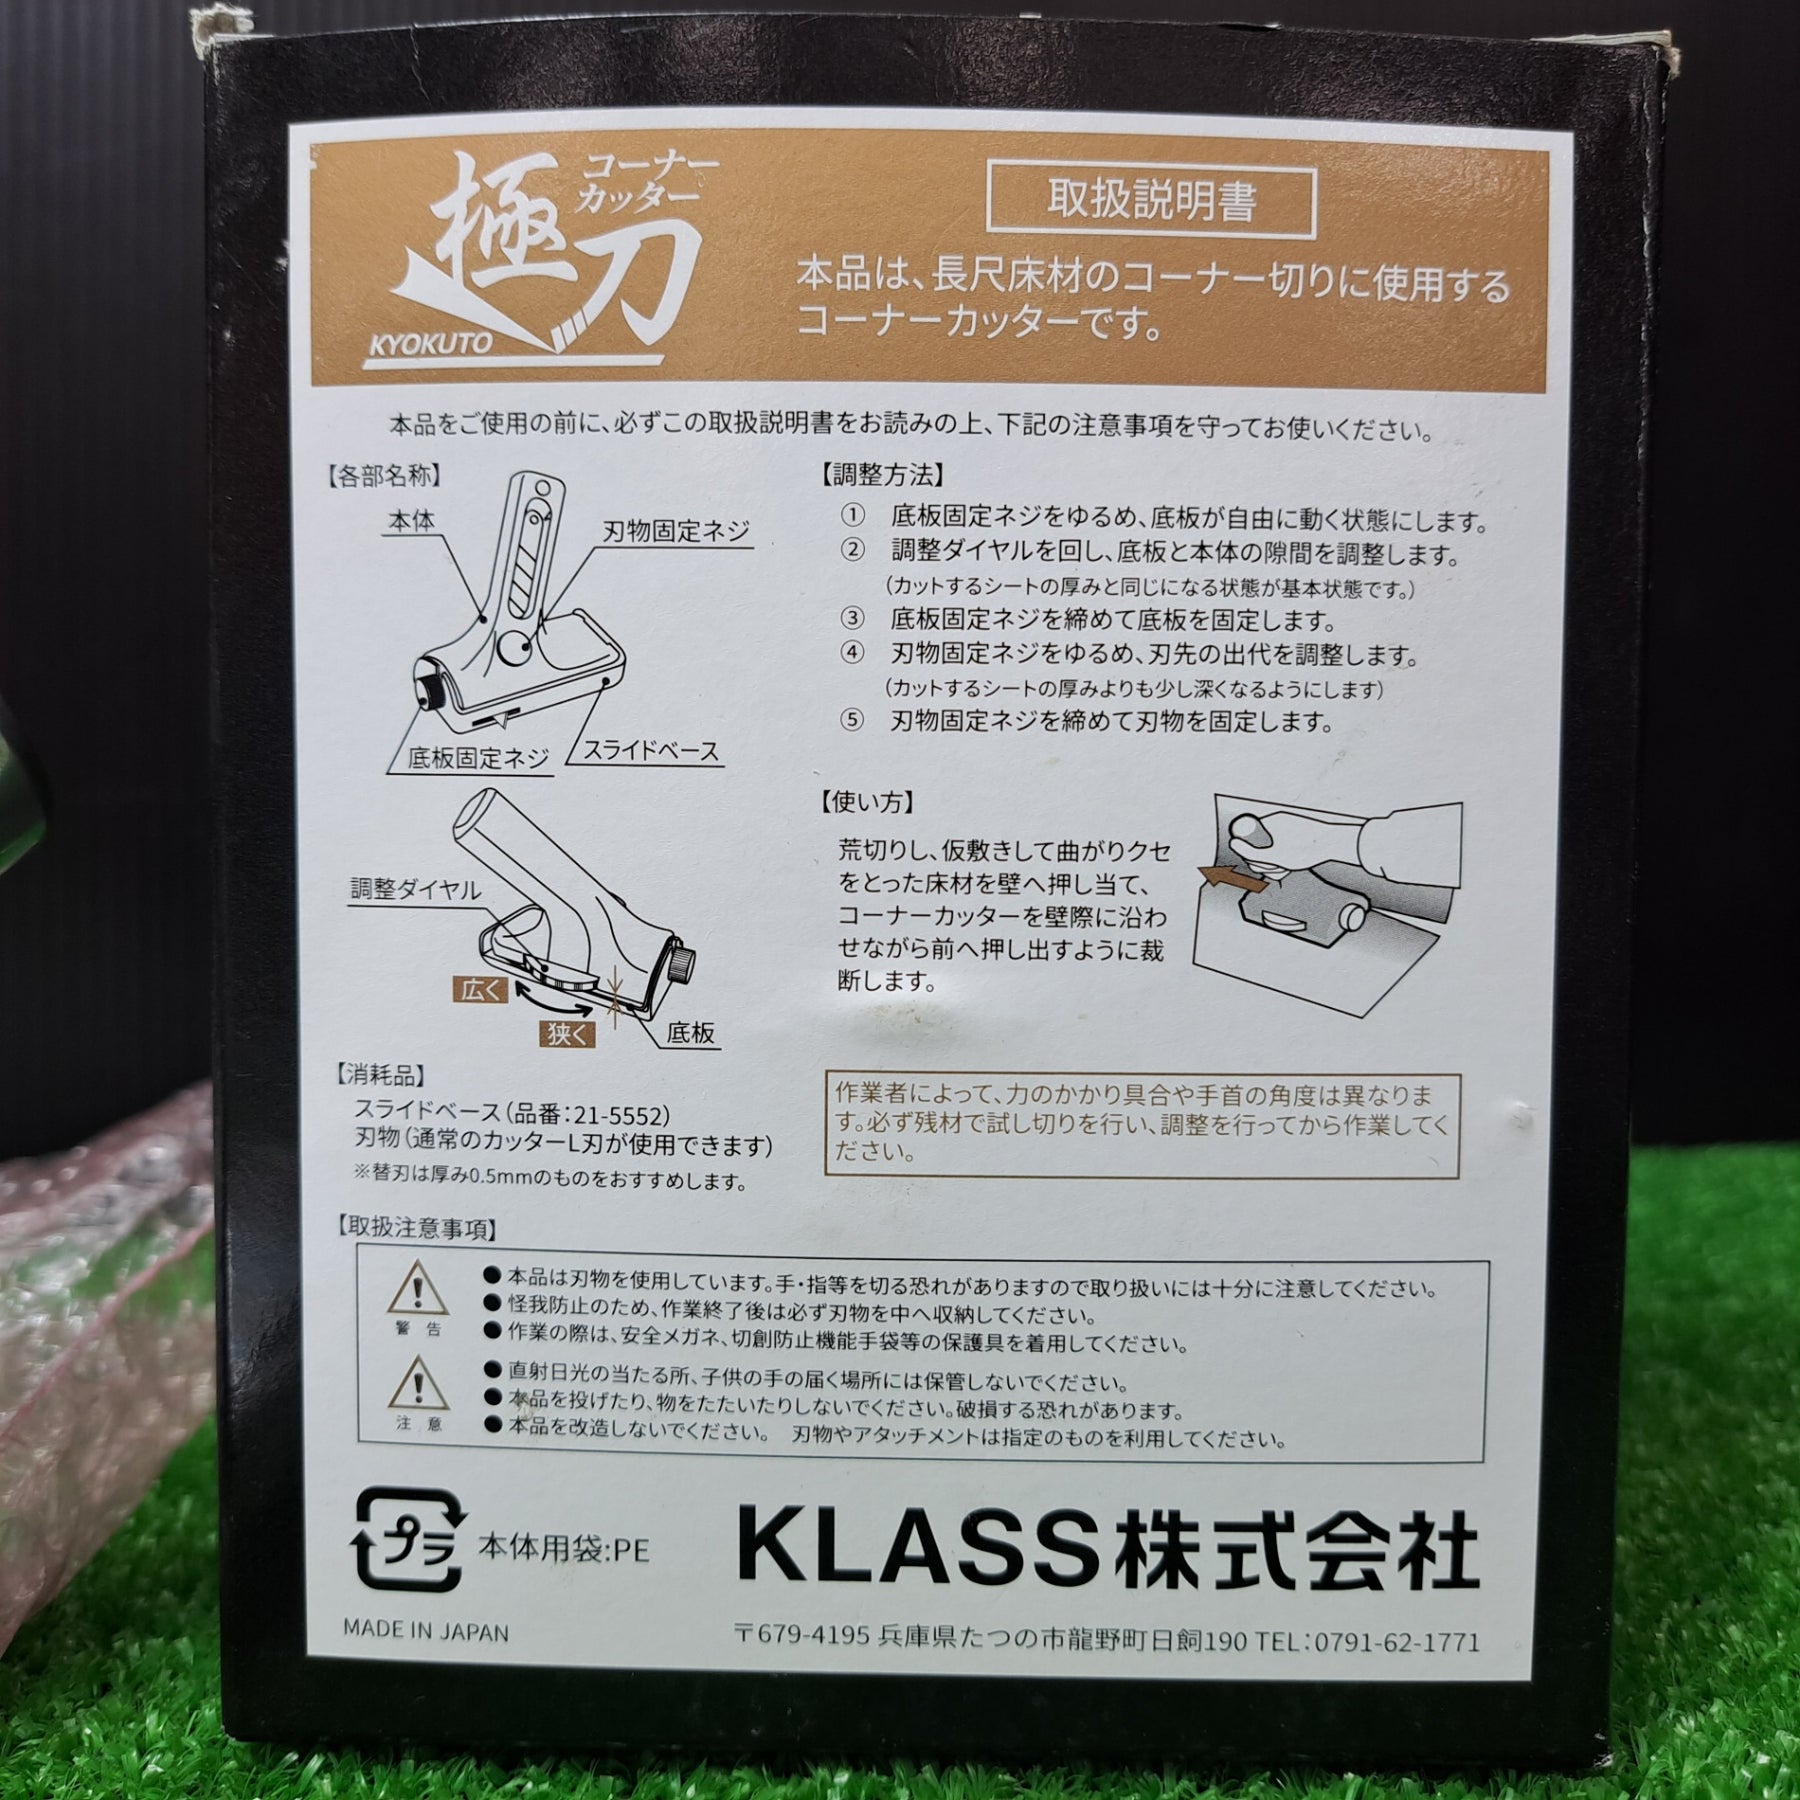 極刀
コーナー
カッター
KYOKUTO
取扱説明書
本品は、長尺床材のコーナー切りに使用する
コーナーカッターです。
本品をご使用の前に、必ずこの取扱説明書をお読みの上、下記の注意事項を守ってお使いください。
【各部名称】
本体
刃物固定ネジ
底板固定ネジ
スライドベース
調整ダイヤル
広く
狭く
底板
【調整方法】
① 底板固定ネジをゆるめ、底板が自由に動く状態にします。
② 調整ダイヤルを回し、底板と本体の隙間を調整します。
(カットするシートの厚みと同じになる状態が基本状態です。)
③ 底板固定ネジを締めて底板を固定します。
④ 刃物固定ネジをゆるめ、刃先の出代を調整します。
(カットするシートの厚みよりも少し深くなるようにします)
⑤ 刃物固定ネジを締めて刃物を固定します。
【使い方】
荒切りし、仮敷きして曲がりクセ
をとった床材を壁へ押し当て、
コーナーカッターを壁際に沿わ
せながら前へ押し出すように裁
断します。
【消耗品】
スライドベース(品番:21-5552)
刃物(通常のカッターL刃が使用できます)
※替刃は厚み0.5mmのものをおすすめします。
作業者によって、力のかかり具合や手首の角度は異なりま
す。必ず残材で試し切りを行い、調整を行ってから作業してく
ださい。
【取扱注意事項】
警告
●本品は刃物を使用しています。手・指等を切る恐れがありますので取り扱いには十分に注意してください。
●怪我防止のため、作業終了後は必ず刃物を中へ収納してください。
●作業の際は、安全メガネ、切創防止機能手袋等の保護具を着用してください。
注意
●直射日光の当たる所、子供の手の届く場所には保管しないでください。
●本品を投げたり、物をたたいたりしないでください。破損する恐れがあります。
●本品を改造しないでください。 刃物やアタッチメントは指定のものを利用してください。
プラ
本体用袋:PE
KLASS株式会社
MADE IN JAPAN
〒679-4195 兵庫県たつの市龍野町日飼190 TEL:0791-62-1771